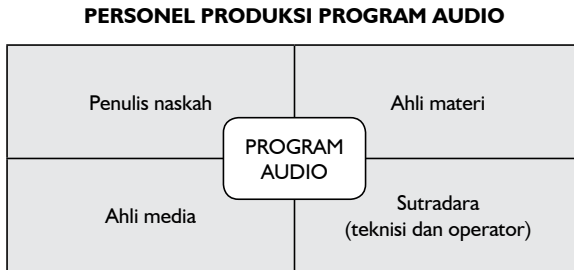 PERSONEL PRODUKSI PROGRAM AUDIO
Penulis naskah
Ahli materi
PROGRAM
AUDIO
Ahli media
Sutradara
(teknisi dan operator)